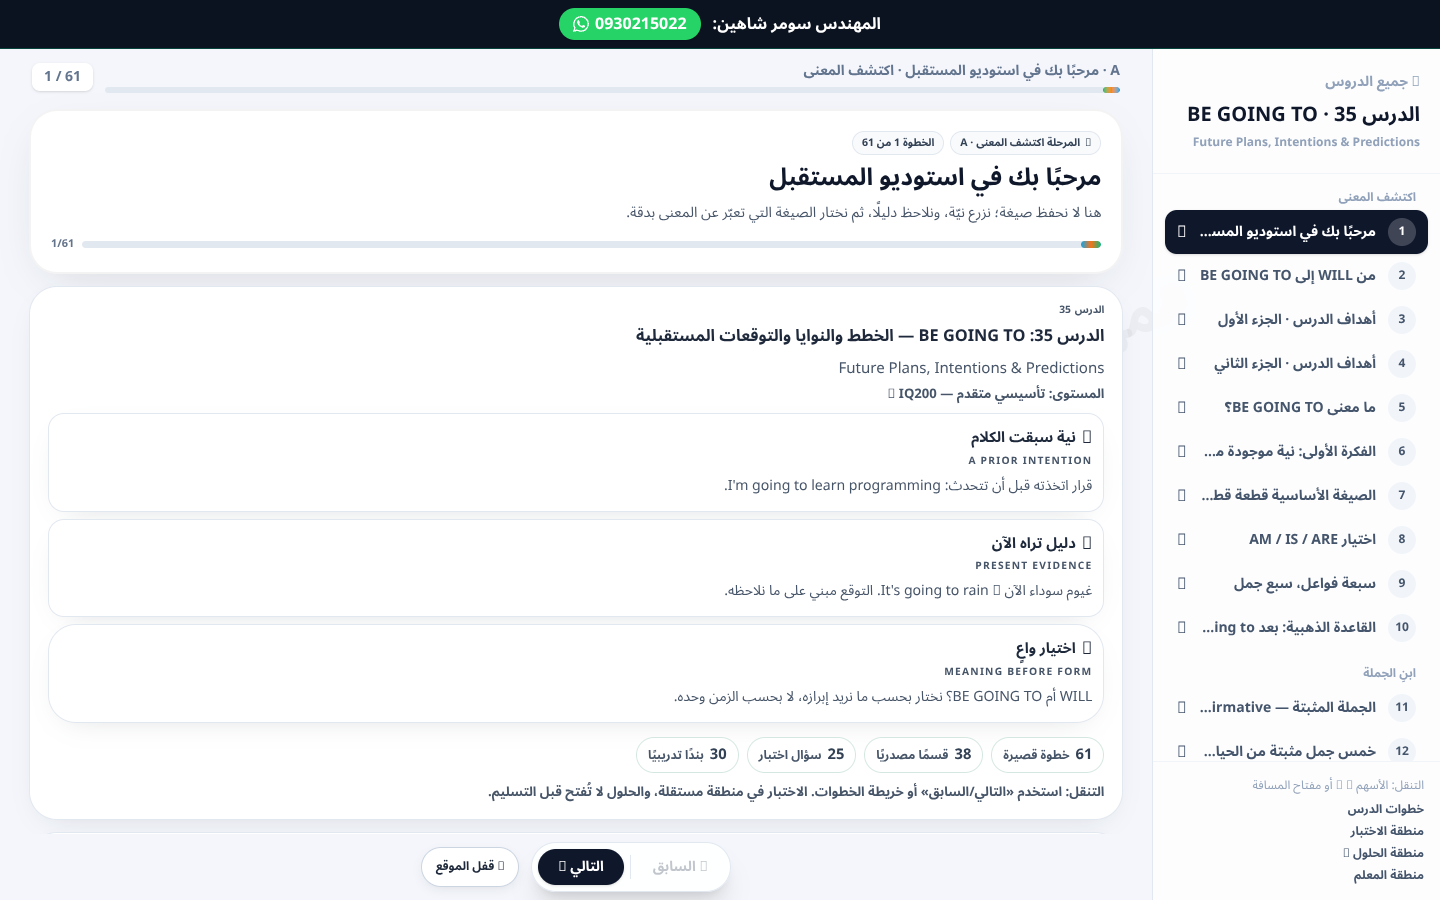 المهندس سومر شاهين: 0930215022
جميع الدروس
الدرس 35 · BE GOING TO
Future Plans, Intentions & Predictions
اكتشف المعنى
1 مرحبًا بك في استوديو المسـ...
2 من WILL إلى BE GOING TO
3 أهداف الدرس · الجزء الأول
4 أهداف الدرس · الجزء الثاني
5 ما معنى BE GOING TO؟
6 الفكرة الأولى: نية موجودة مـ...
7 الصيغة الأساسية قطعة قطـ...
8 اختيار AM / IS / ARE
9 سبعة فواعل، سبع جمل
10 القاعدة الذهبية: بعد ing to...
ابنِ الجملة
11 الجملة المثبتة — irmative...
12 خمس جمل مثبتة من الحيا...
التنقل: الأسهم أو مفتاح المسافة
خطوات الدرس
منطقة الاختبار
منطقة الحلول
منطقة المعلم
A · مرحبًا بك في استوديو المستقبل · اكتشف المعنى
1 / 61
المرحلة A · اكتشف المعنى
الخطوة 1 من 61
مرحبًا بك في استوديو المستقبل
هنا لا نحفظ صيغة؛ نزرع نيّة، ونلاحظ دليلًا، ثم نختار الصيغة التي تعبّر عن المعنى بدقة.
1/61
الدرس 35
الدرس 35: BE GOING TO — الخطط والنوايا والتوقعات المستقبلية
Future Plans, Intentions & Predictions
المستوى: تأسيسي متقدم — IQ200
نية سبقت الكلام
A PRIOR INTENTION
قرار اتخذته قبل أن تتحدث: I'm going to learn programming.
دليل تراه الآن
PRESENT EVIDENCE
غيوم سوداء الآن It's going to rain. التوقع مبني على ما نلاحظه.
اختيار واعٍ
MEANING BEFORE FORM
WILL أم BE GOING TO؟ نختار بحسب ما نريد إبرازه، لا بحسب الزمن وحده.
61 خطوة قصيرة
38 قسمًا مصدريًا
25 سؤال اختبار
30 بندًا تدريبيًا
التنقل: استخدم «التالي/السابق» أو خريطة الخطوات. الاختبار في منطقة مستقلة، والحلول لا تُفتح قبل التسليم.
السابق
التالي
قفل الموقع